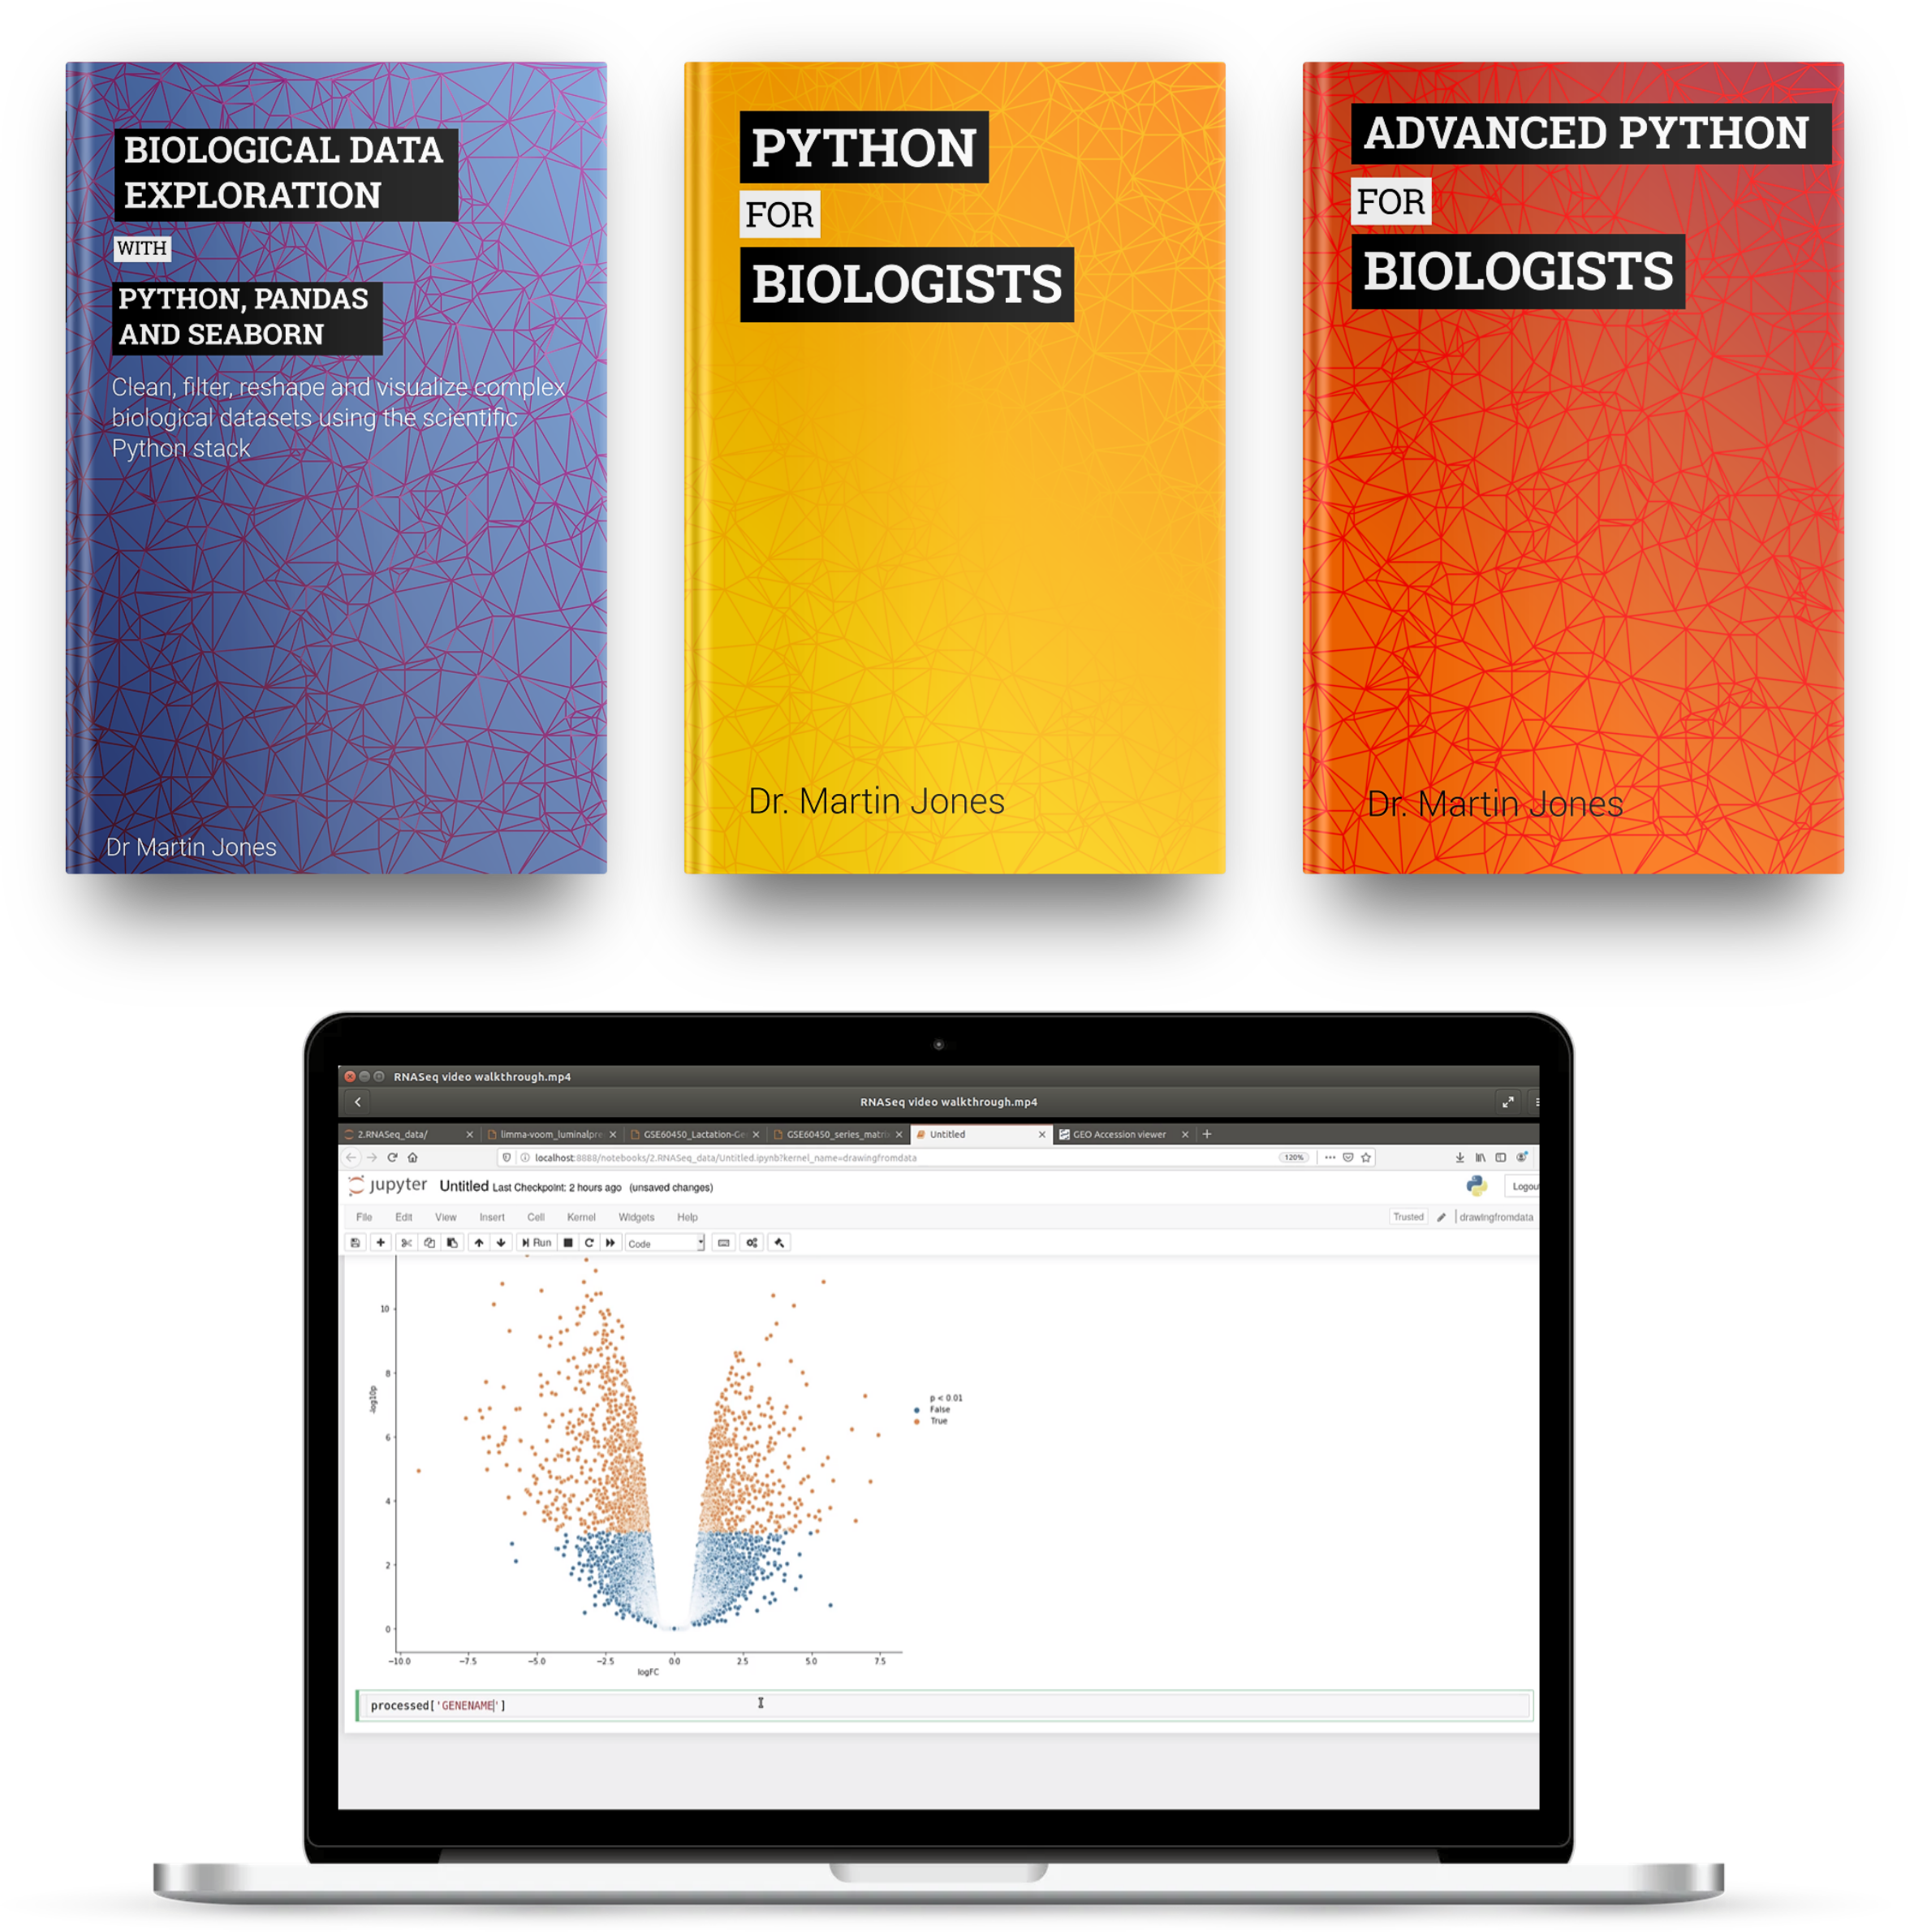 BIOLOGICAL DATA
EXPLORATION
WITH
PYTHON, PANDAS
AND SEABORN
Clean, filter, reshape and visualize complex
biological datasets using the scientific
Python stack
Dr Martin Jones
PYTHON
FOR
BIOLOGISTS
Dr. Martin Jones
ADVANCED PYTHON
FOR
BIOLOGISTS
Dr. Martin Jones
RNASeq video walkthrough.mp4
RNASeq video walkthrough.mp4
2.RNASeq_data/ limma-voom_luminalpre GSE60450_Lactation-Ge GSE60450_series_matri Untitled GEO Accession viewer
localhost:8888/notebooks/2.RNASeq_data/Untitled.ipynb?kernel_name=drawingfromdata 120%
jupyter Untitled Last Checkpoint: 2 hours ago (unsaved changes) Logou
File Edit View Insert Cell Kernel Widgets Help Trusted drawingfromdata
Run Code
10
8
6
4
2
0
-log10p
p < 0.01
False
True
−10.0 −7.5 −5.0 −2.5 0.0 2.5 5.0 7.5
logFC
processed['GENENAME']